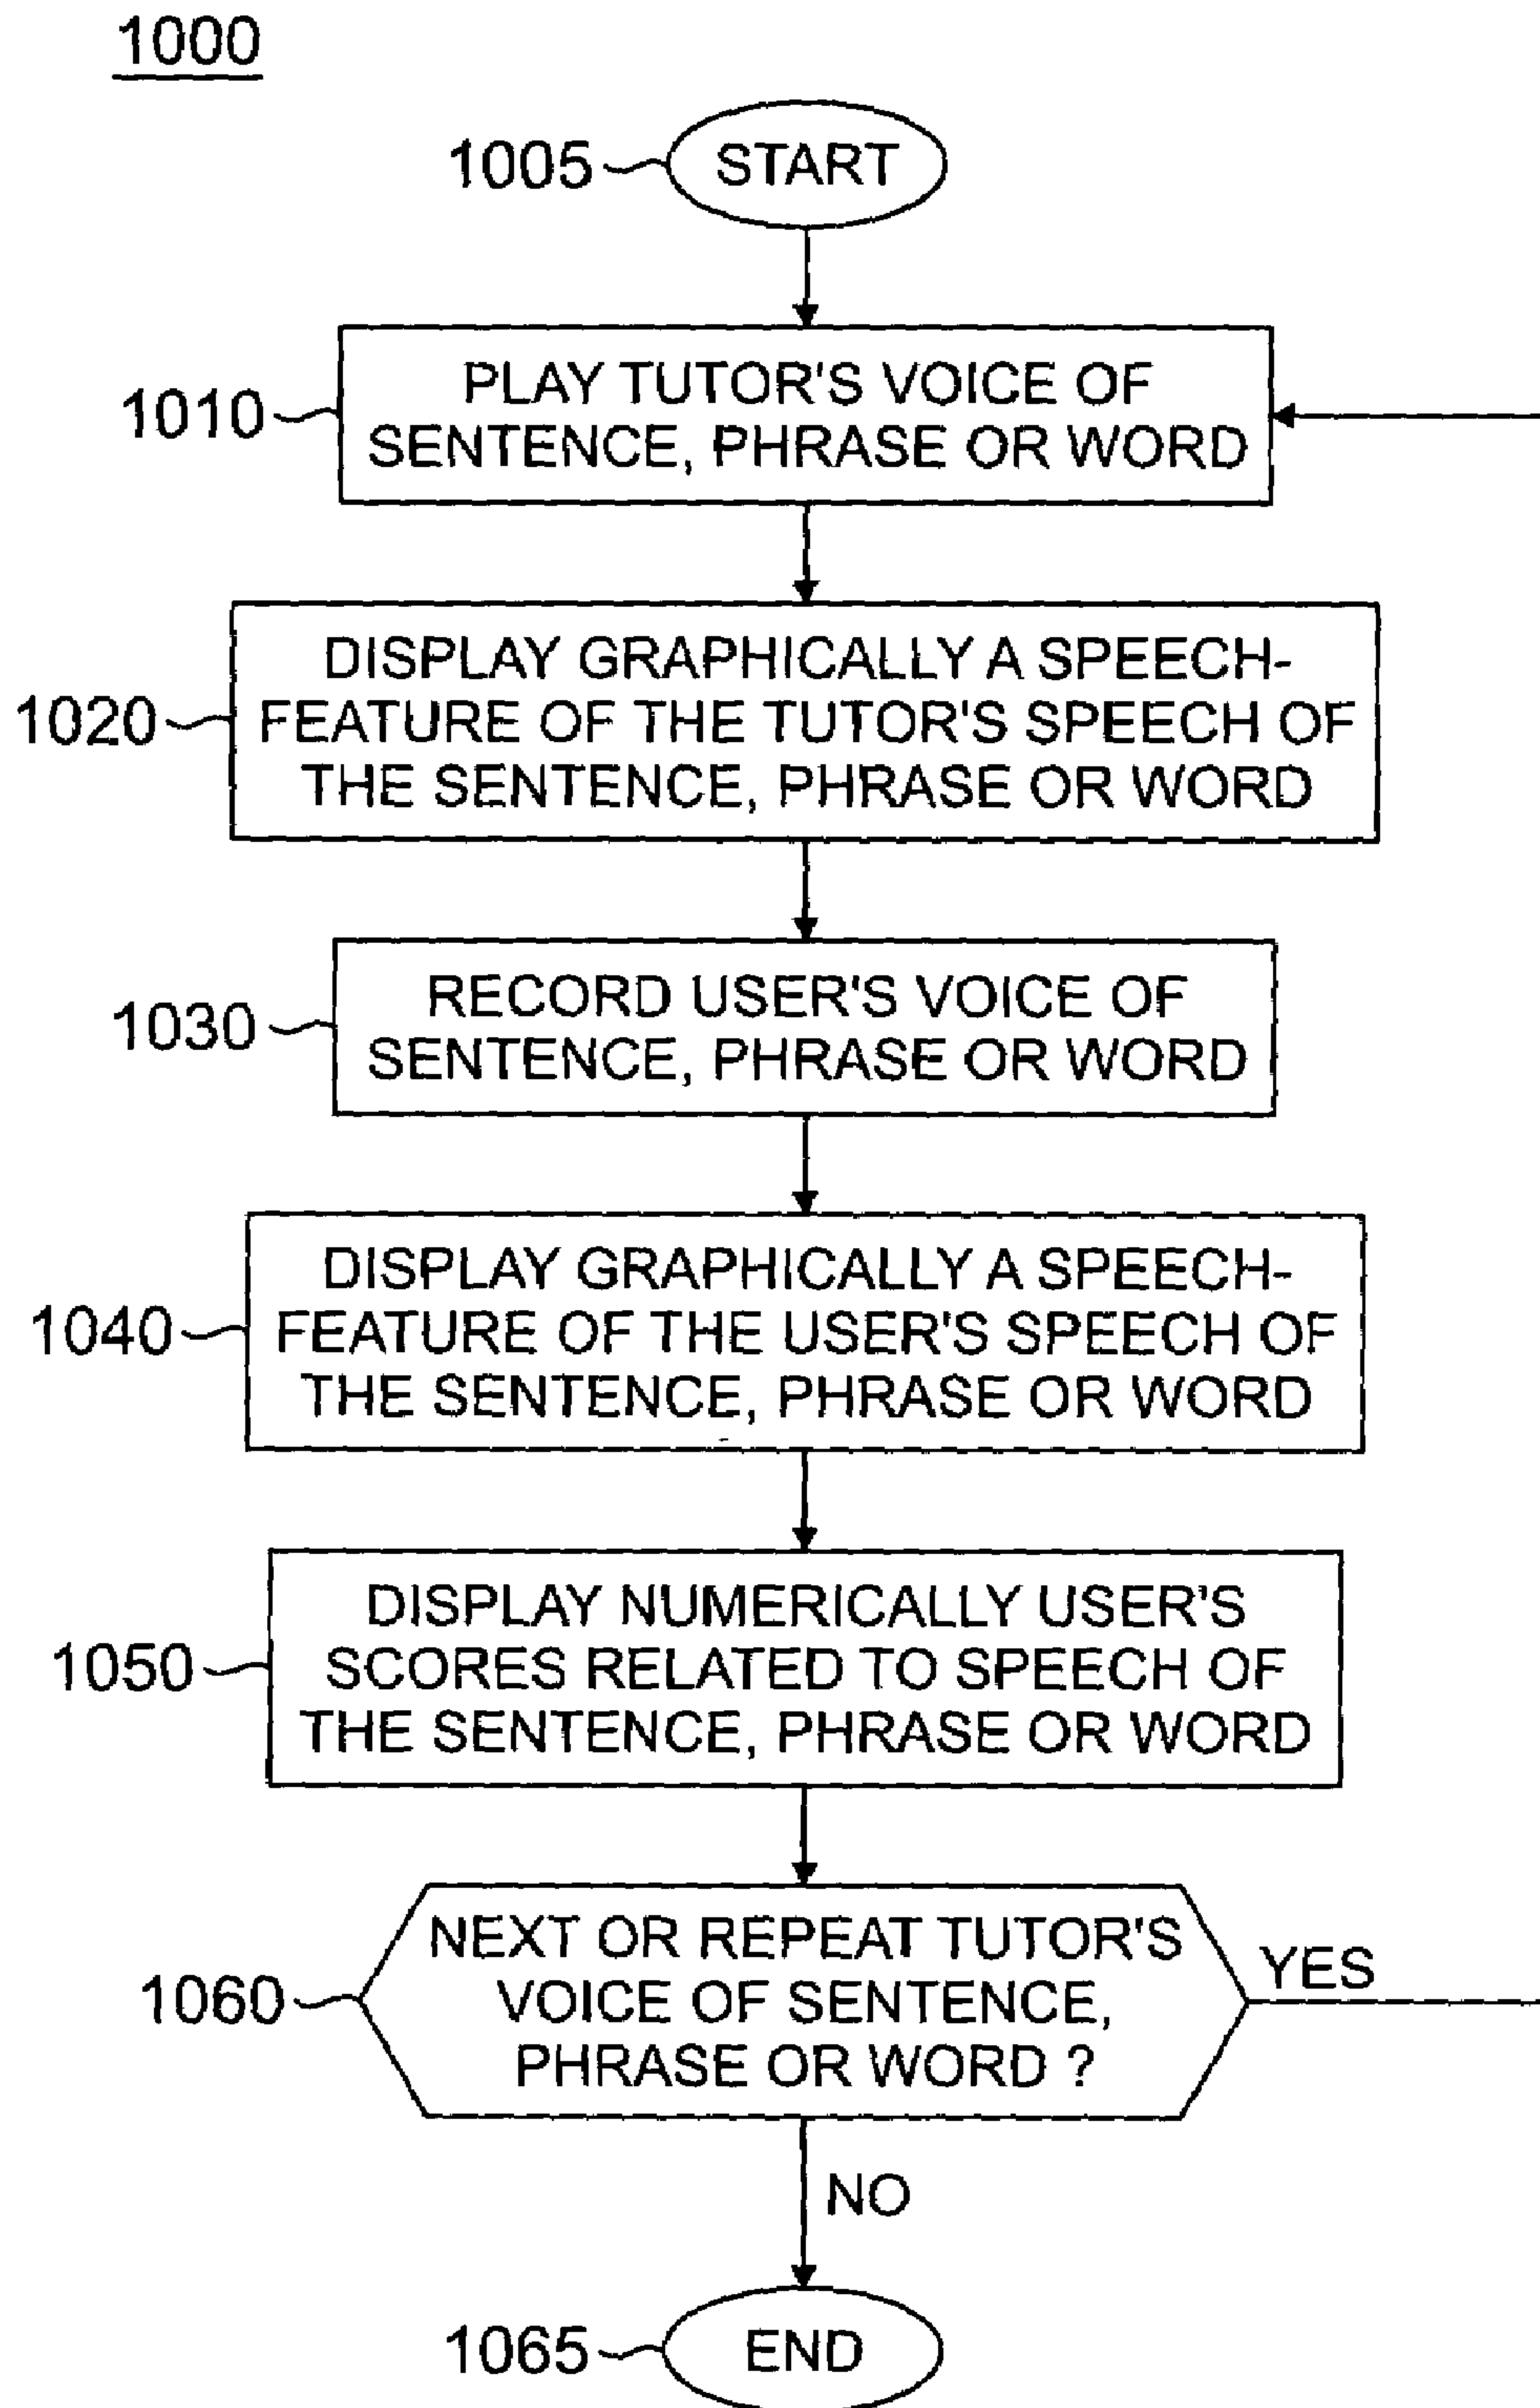 1000
1005
START
1010
PLAY TUTOR'S VOICE OF
SENTENCE, PHRASE OR WORD
1020
DISPLAY GRAPHICALLY A SPEECH-
FEATURE OF THE TUTOR'S SPEECH OF
THE SENTENCE, PHRASE OR WORD
1030
RECORD USER'S VOICE OF
SENTENCE, PHRASE OR WORD
1040
DISPLAY GRAPHICALLY A SPEECH-
FEATURE OF THE USER'S SPEECH OF
THE SENTENCE, PHRASE OR WORD
1050
DISPLAY NUMERICALLY USER'S
SCORES RELATED TO SPEECH OF
THE SENTENCE, PHRASE OR WORD
1060
NEXT OR REPEAT TUTOR'S
VOICE OF SENTENCE,
PHRASE OR WORD ?
YES
NO
1065
END